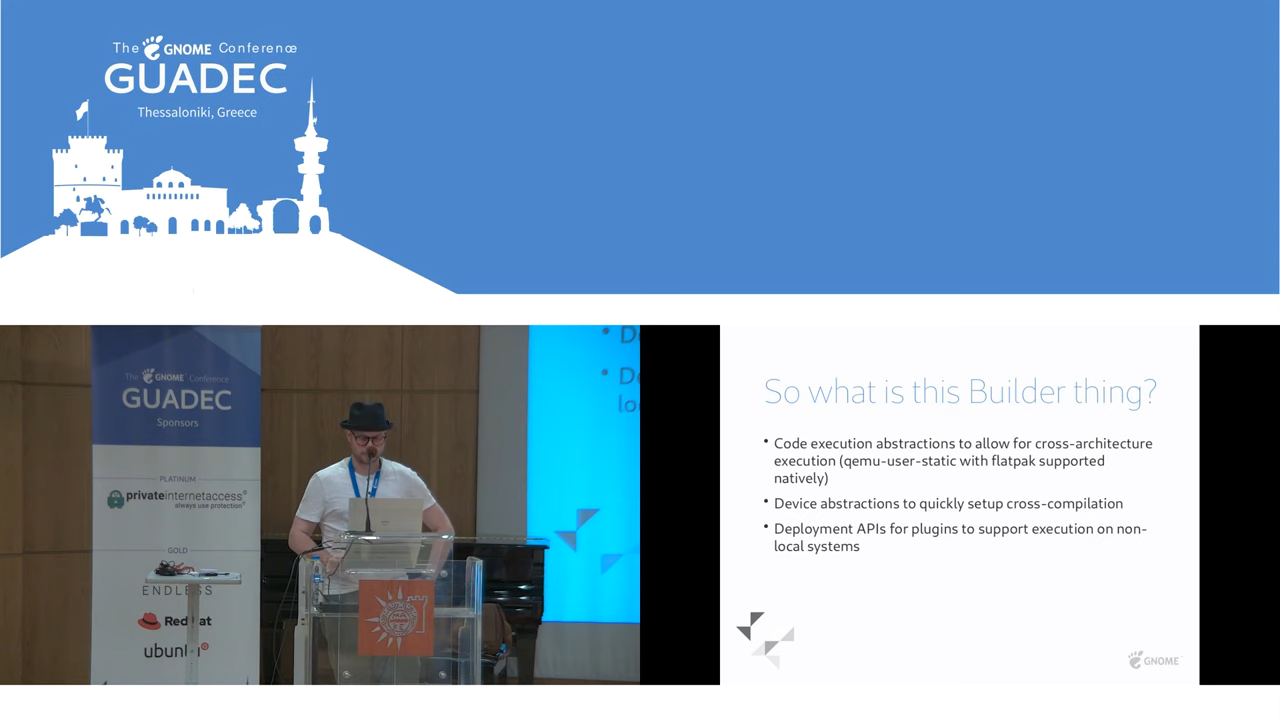 The GNOME Conference
GUADEC
Thessaloniki, Greece
The GNOME Conference
GUADEC
Sponsors
PLATINUM
privateinternetaccess
always use protection
GOLD
ENDLESS
Red Hat
ubuntu
So what is this Builder thing?
• Code execution abstractions to allow for cross-architecture
execution (qemu-user-static with flatpak supported
natively)
• Device abstractions to quickly setup cross-compilation
• Deployment APIs for plugins to support execution on non-
local systems
GNOME